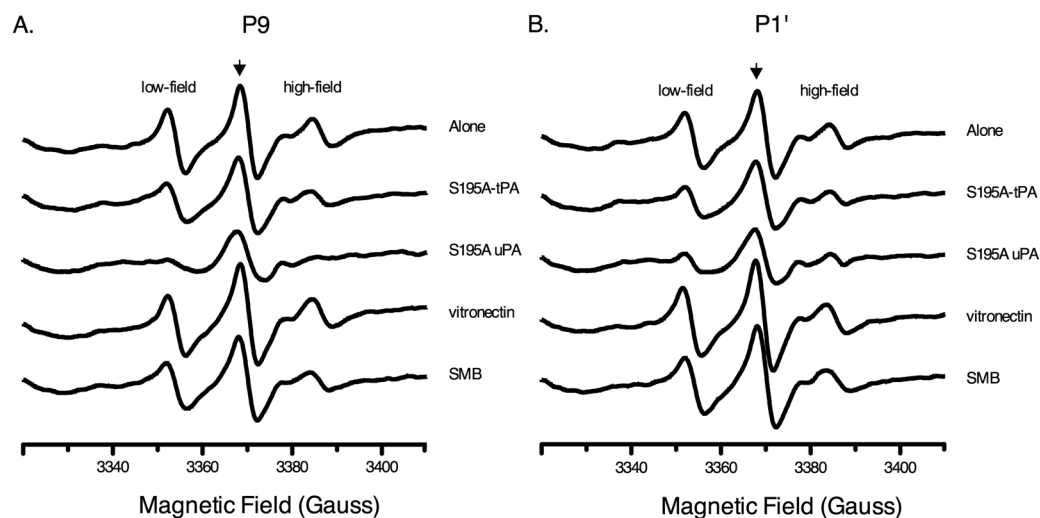 A.
P9
low-field
high-field
Alone
S195A-tPA
S195A uPA
vitronectin
SMB
3340
3360
3380
3400
Magnetic Field (Gauss)
B.
P1'
low-field
high-field
Alone
S195A-tPA
S195A uPA
vitronectin
SMB
3340
3360
3380
3400
Magnetic Field (Gauss)